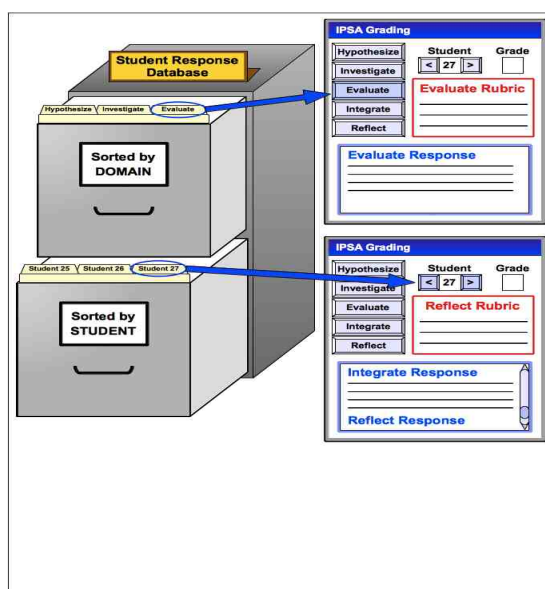 Student Response
Database
Hypothesize Investigate Evaluate
Sorted by
DOMAIN
Student 25 Student 26 Student 27
Sorted by
STUDENT
IPSA Grading
Hypothesize
Investigate
Evaluate
Integrate
Reflect
Student Grade
< 27 >
Evaluate Rubric
Evaluate Response
IPSA Grading
Hypothesize
Investigate
Evaluate
Integrate
Reflect
Student Grade
< 27 >
Reflect Rubric
Integrate Response
Reflect Response